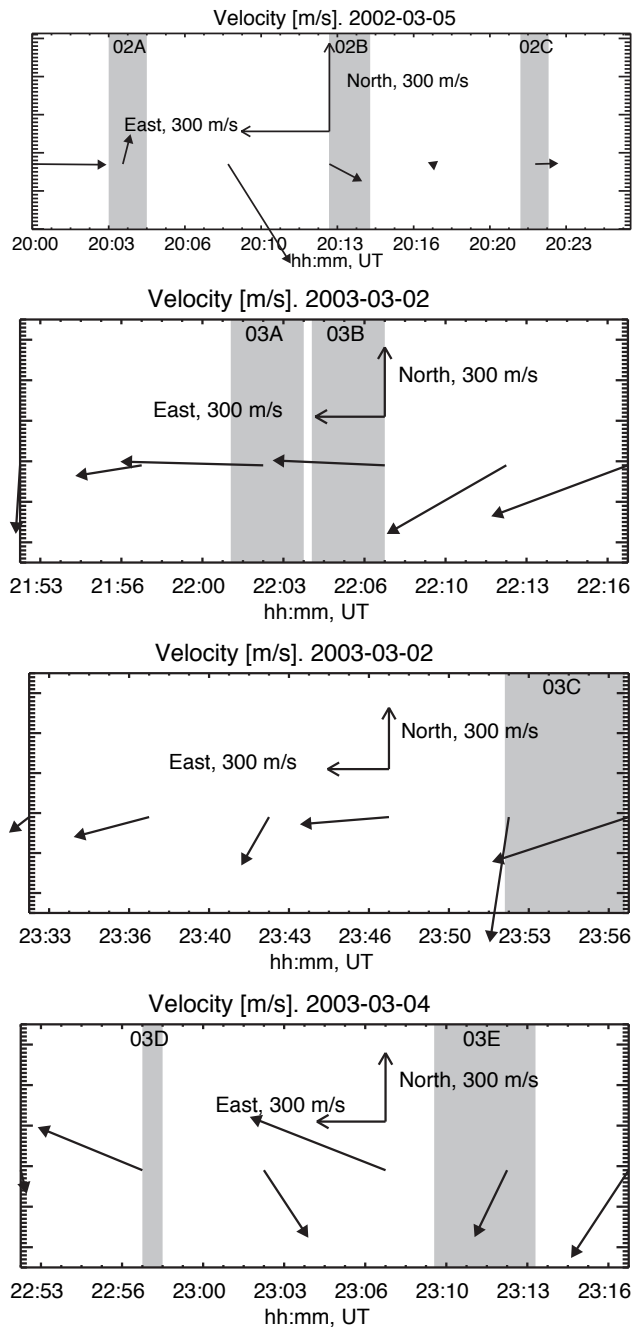 Velocity [m/s]. 2002-03-05
02A 02B 02C
North, 300 m/s
East, 300 m/s
20:00 20:03 20:06 20:10 20:13 20:16 20:20 20:23
hh:mm, UT
Velocity [m/s]. 2003-03-02
03A 03B
North, 300 m/s
East, 300 m/s
21:53 21:56 22:00 22:03 22:06 22:10 22:13 22:16
hh:mm, UT
Velocity [m/s]. 2003-03-02
03C
North, 300 m/s
East, 300 m/s
23:33 23:36 23:40 23:43 23:46 23:50 23:53 23:56
hh:mm, UT
Velocity [m/s]. 2003-03-04
03D 03E
North, 300 m/s
East, 300 m/s
22:53 22:56 23:00 23:03 23:06 23:10 23:13 23:16
hh:mm, UT